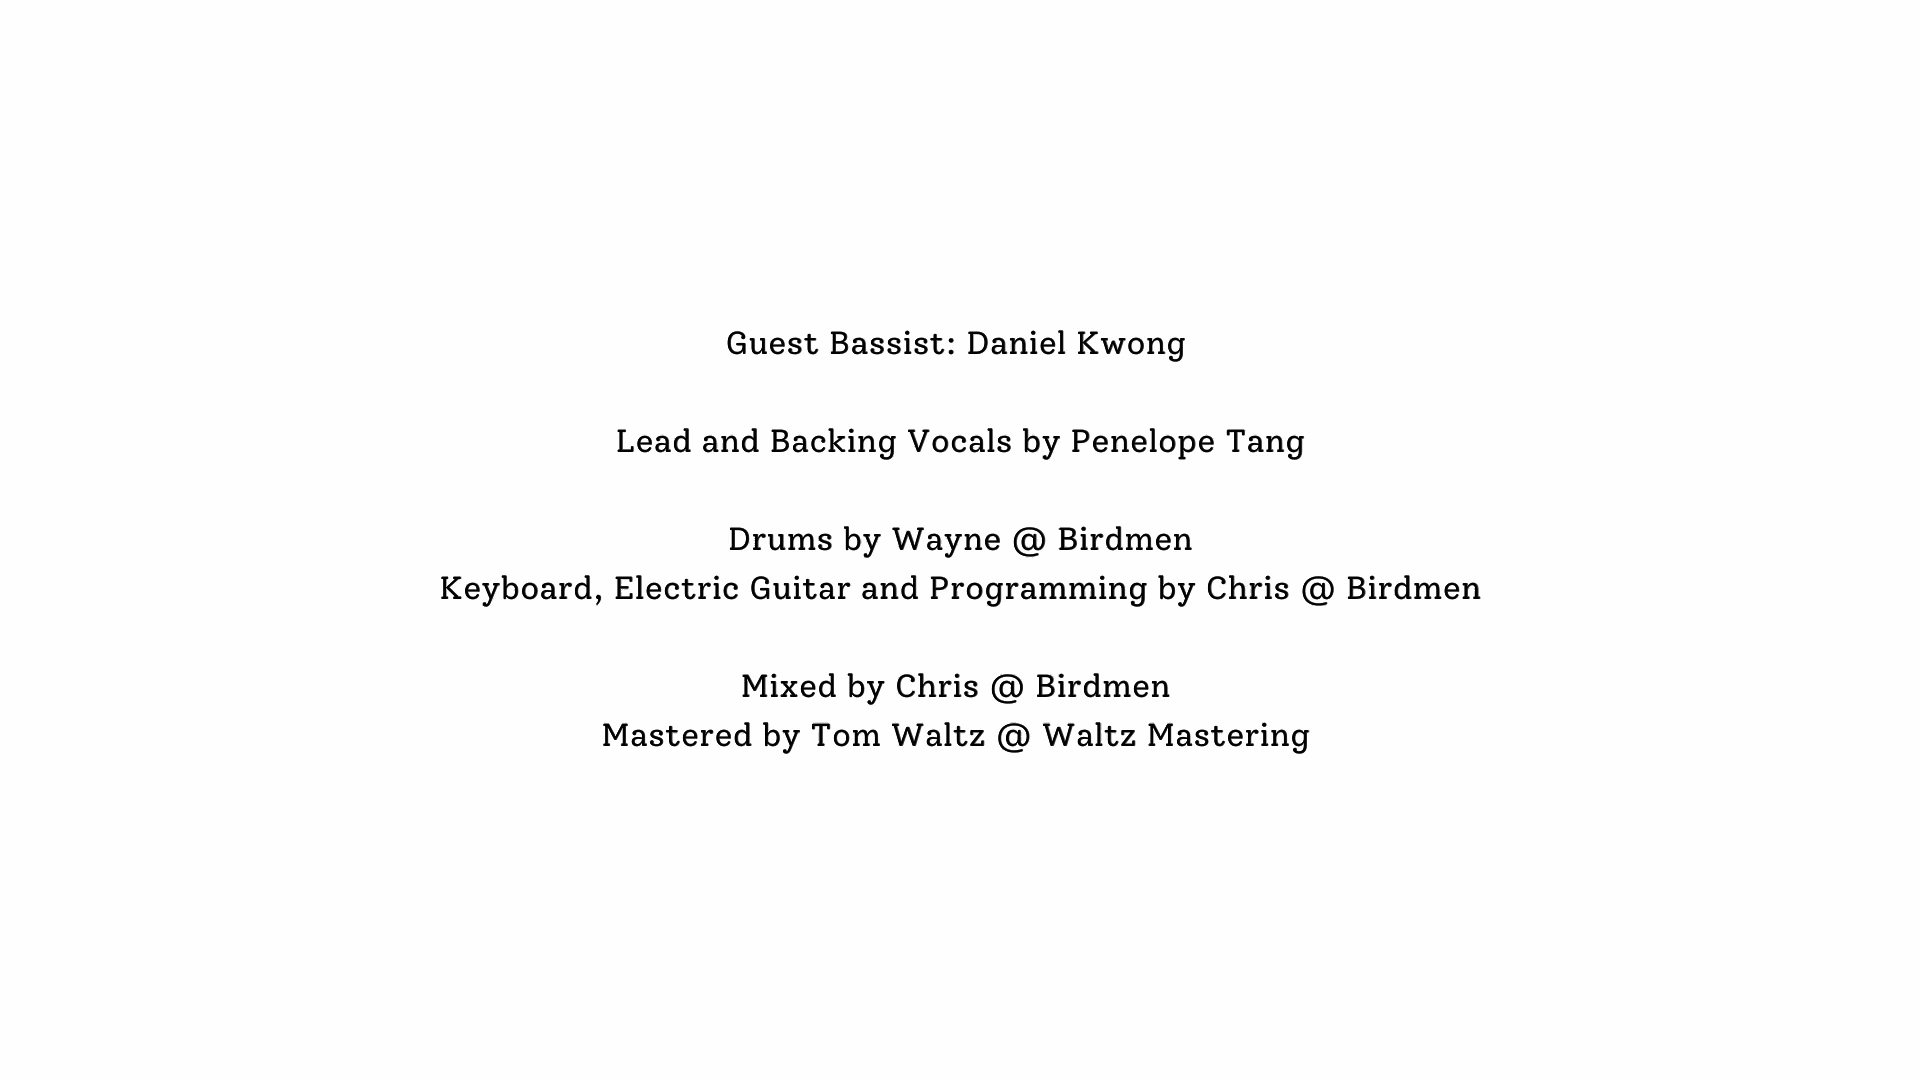 Guest Bassist: Daniel Kwong
Lead and Backing Vocals by Penelope Tang
Drums by Wayne @ Birdmen
Keyboard, Electric Guitar and Programming by Chris @ Birdmen
Mixed by Chris @ Birdmen
Mastered by Tom Waltz @ Waltz Mastering